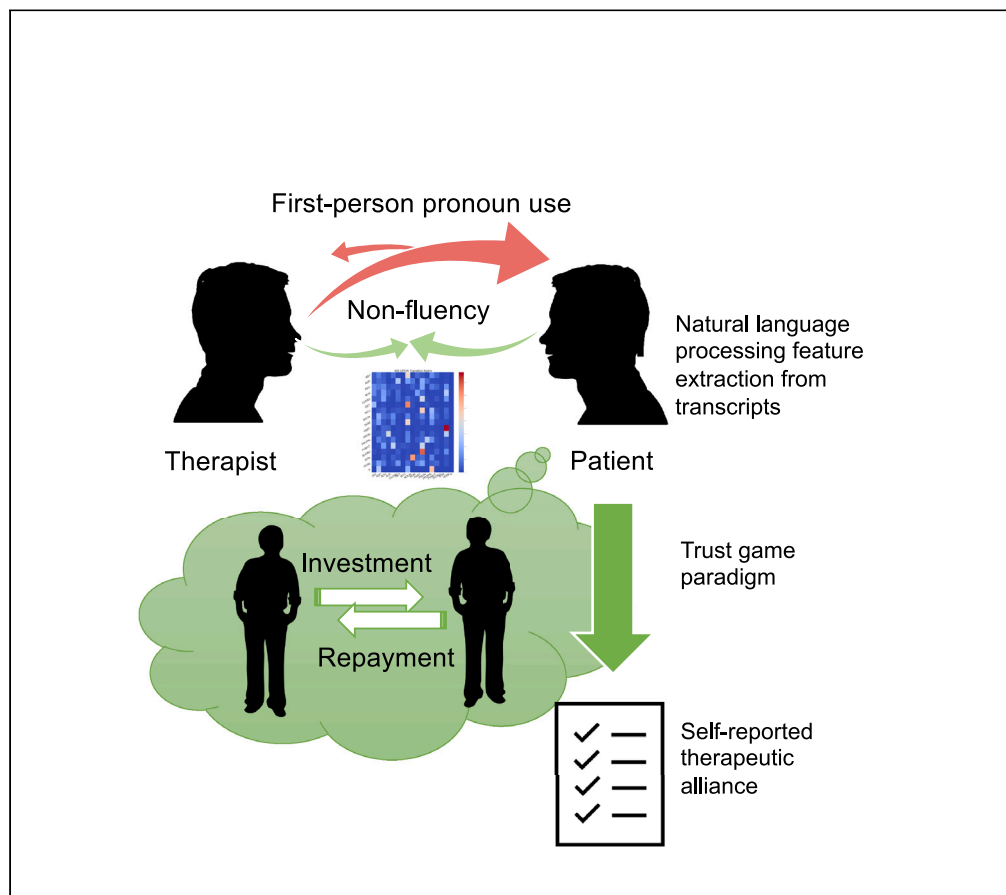 First-person pronoun use
Non-fluency
Natural language
processing feature
extraction from
transcripts
Therapist
Patient
Investment
Repayment
Trust game
paradigm
Self-reported
therapeutic
alliance